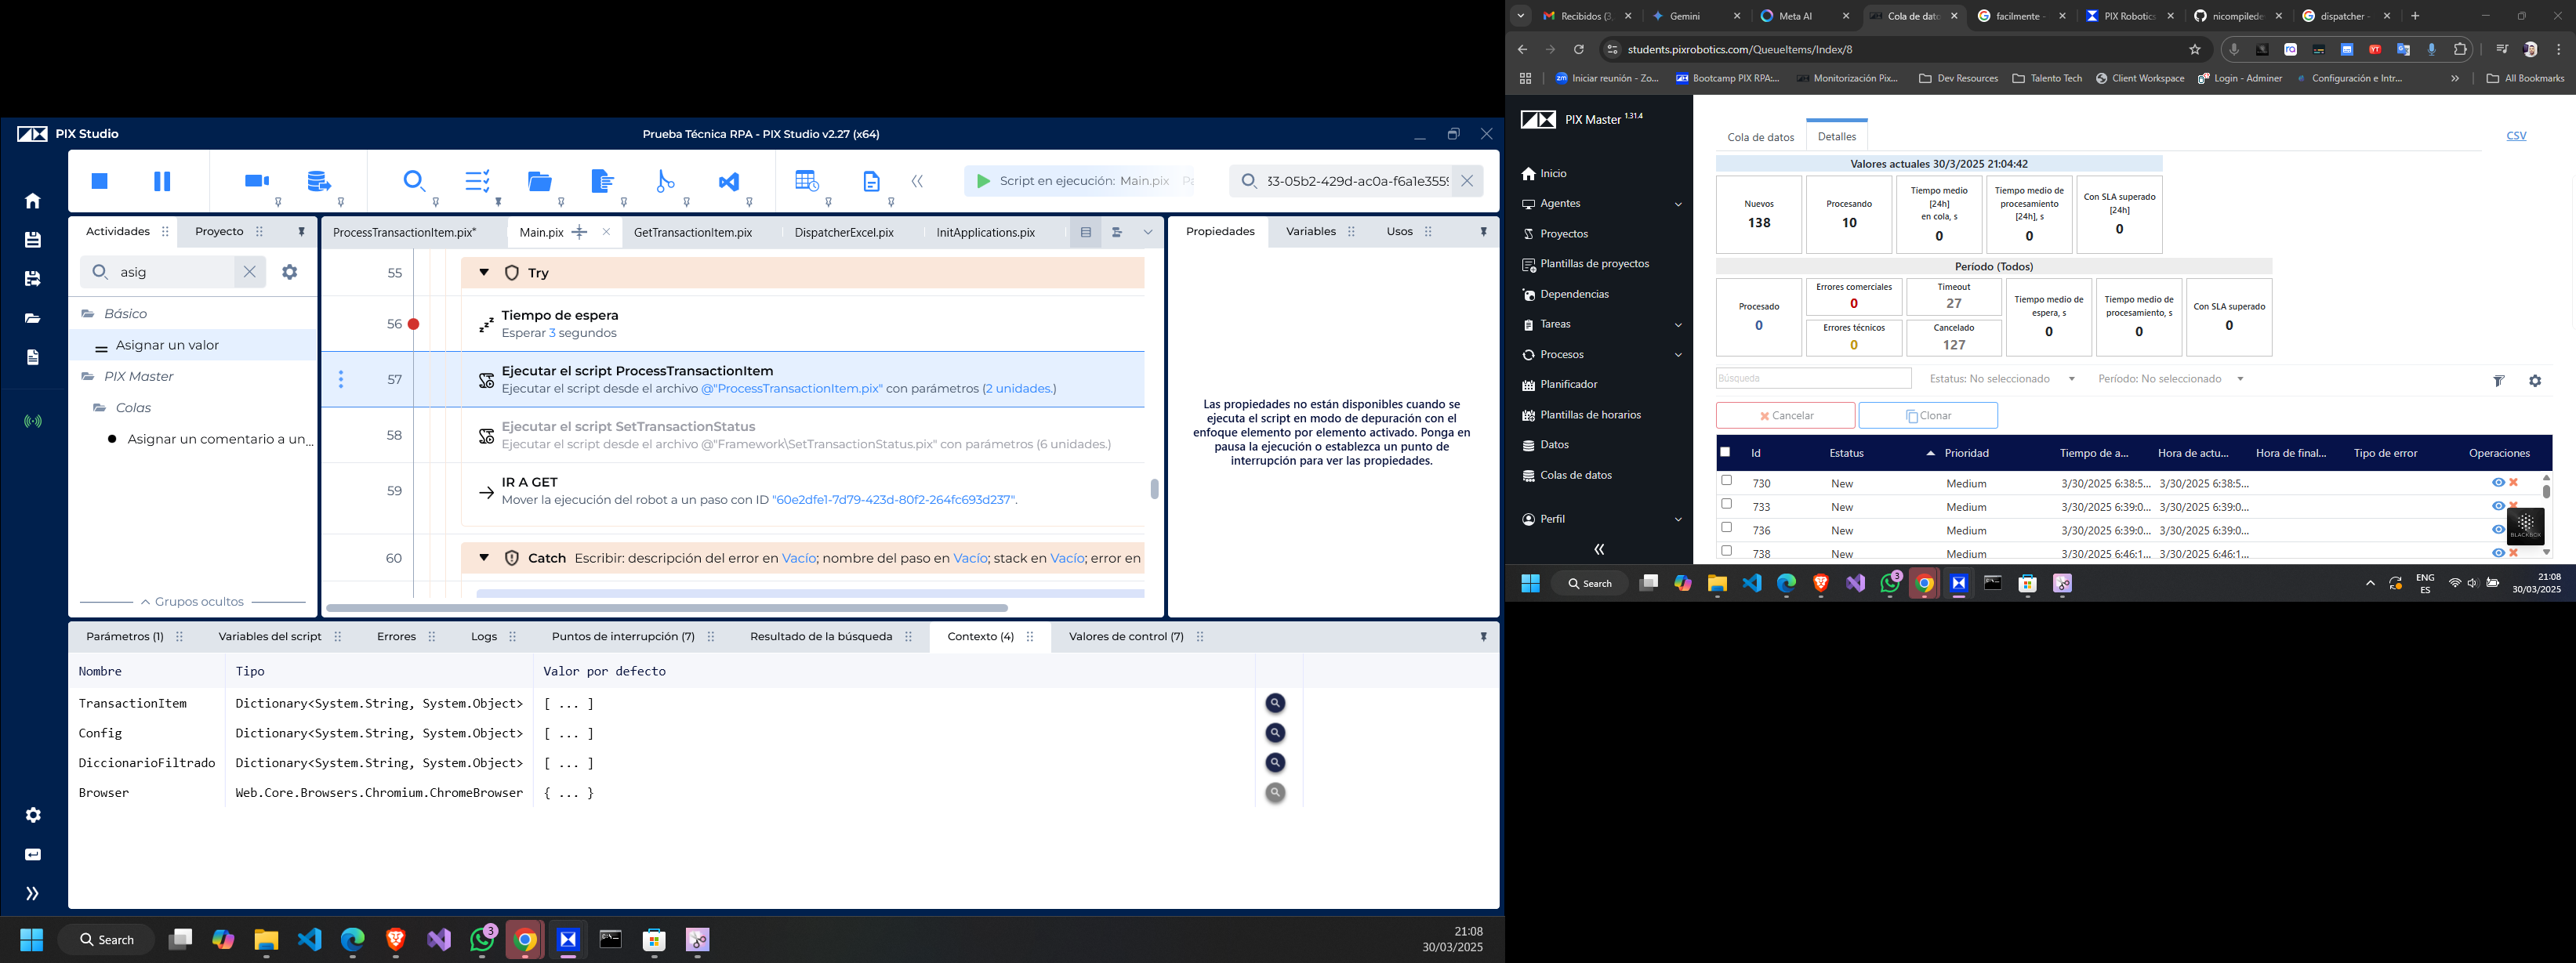 PIX Studio
Prueba Técnica RPA - PIX Studio v2.27 (x64)
Script en ejecución: Main.pix
33-05b2-429d-ac0a-f6a1e355
Actividades
Proyecto
asig
Básico
Asignar un valor
PIX Master
Colas
Asignar un comentario a un...
Grupos ocultos
ProcessTransactionItem.pix*
Main.pix
GetTransactionItem.pix
DispatcherExcel.pix
InitApplications.pix
55
Try
56
Tiempo de espera
Esperar 3 segundos
57
Ejecutar el script ProcessTransactionItem
Ejecutar el script desde el archivo @"ProcessTransactionItem.pix" con parámetros (2 unidades.)
58
Ejecutar el script SetTransactionStatus
Ejecutar el script desde el archivo @"Framework\SetTransactionStatus.pix" con parámetros (6 unidades.)
59
IR A GET
Mover la ejecución del robot a un paso con ID "60e2dfe1-7d79-423d-80f2-264fc693d237".
60
Catch Escribir: descripción del error en Vacío; nombre del paso en Vacío; stack en Vacío; error en
Propiedades
Variables
Usos
Las propiedades no están disponibles cuando se
ejecuta el script en modo de depuración con el
enfoque elemento por elemento activado. Ponga en
pausa la ejecución o establezca un punto de
interrupción para ver las propiedades.
Parámetros (1)
Variables del script
Errores
Logs
Puntos de interrupción (7)
Resultado de la búsqueda
Contexto (4)
Valores de control (7)
Nombre Tipo Valor por defecto
TransactionItem Dictionary<System.String, System.Object> [ ... ]
Config Dictionary<System.String, System.Object> [ ... ]
DiccionarioFiltrado Dictionary<System.String, System.Object> [ ... ]
Browser Web.Core.Browsers.Chromium.ChromeBrowser { ... }
Search
3
21:08
30/03/2025
Recibidos (3,
Gemini
Meta AI
Cola de dato
facilmente -
PIX Robotic
nicompilede
dispatcher -
students.pixrobotics.com/QueueItems/Index/8
Iniciar reunión - Zo...
Bootcamp PIX RPA:...
Monitorización Pix...
Dev Resources
Talento Tech
Client Workspace
Login - Adminer
Configuración e Intr...
All Bookmarks
PIX Master 1.31.4
Inicio
Agentes
Proyectos
Plantillas de proyectos
Dependencias
Tareas
Procesos
Planificador
Plantillas de horarios
Datos
Colas de datos
Perfil
Cola de datos
Detalles
CSV
Valores actuales 30/3/2025 21:04:42
Nuevos
138
Procesando
10
Tiempo medio
[24h]
en cola, s
0
Tiempo medio de
procesamiento
[24h], s
0
Con SLA superado
[24h]
0
Período (Todos)
Procesado
0
Errores comerciales
0
Errores técnicos
0
Timeout
27
Cancelado
127
Tiempo medio de
espera, s
0
Tiempo medio de
procesamiento, s
0
Con SLA superado
0
Búsqueda
Estatus: No seleccionado
Período: No seleccionado
Cancelar
Clonar
Id Estatus Prioridad Tiempo de a... Hora de actu... Hora de final... Tipo de error Operaciones
730 New Medium 3/30/2025 6:38:5... 3/30/2025 6:38:5...
733 New Medium 3/30/2025 6:39:0... 3/30/2025 6:39:0...
736 New Medium 3/30/2025 6:39:0... 3/30/2025 6:39:0...
738 New Medium 3/30/2025 6:46:1... 3/30/2025 6:46:1...
BLACKBOX
Search
3
ENG
ES
21:08
30/03/2025